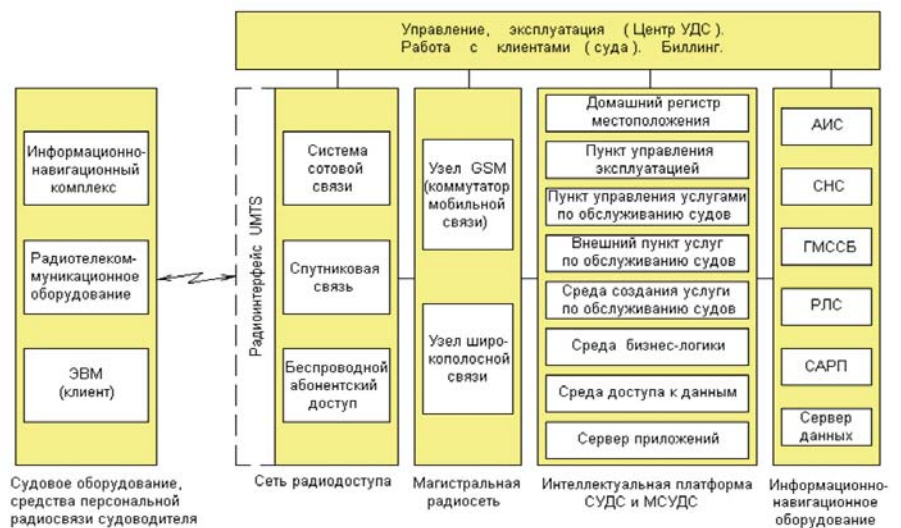 Управление, эксплуатация (Центр УДС).
Работа с клиентами (суда). Биллинг.
Информационно-
навигационный
комплекс
Радиотелеком-
муникационное
оборудование
ЭВМ
(клиент)
Судовое оборудование,
средства персональной
радиосвязи судоводителя
Радиоинтерфейс UMTS
Система
сотовой
связи
Спутниковая
связь
Беспроводной
абонентский
доступ
Сеть радиодоступа
Узел GSM
(коммутатор
мобильной
связи)
Узел широ-
кополосной
связи
Магистральная
радиосеть
Домашний регистр
местоположения
Пункт управления
эксплуатацией
Пункт управления услугами
по обслуживанию судов
Внешний пункт услуг
по обслуживанию судов
Среда создания услуги
по обслуживанию судов
Среда бизнес-логики
Среда доступа к данным
Сервер приложений
Интеллектуальная платформа
СУДС и МСУДС
АИС
СНС
ГМССБ
РЛС
САРП
Сервер
данных
Информационно-
навигационное
оборудование